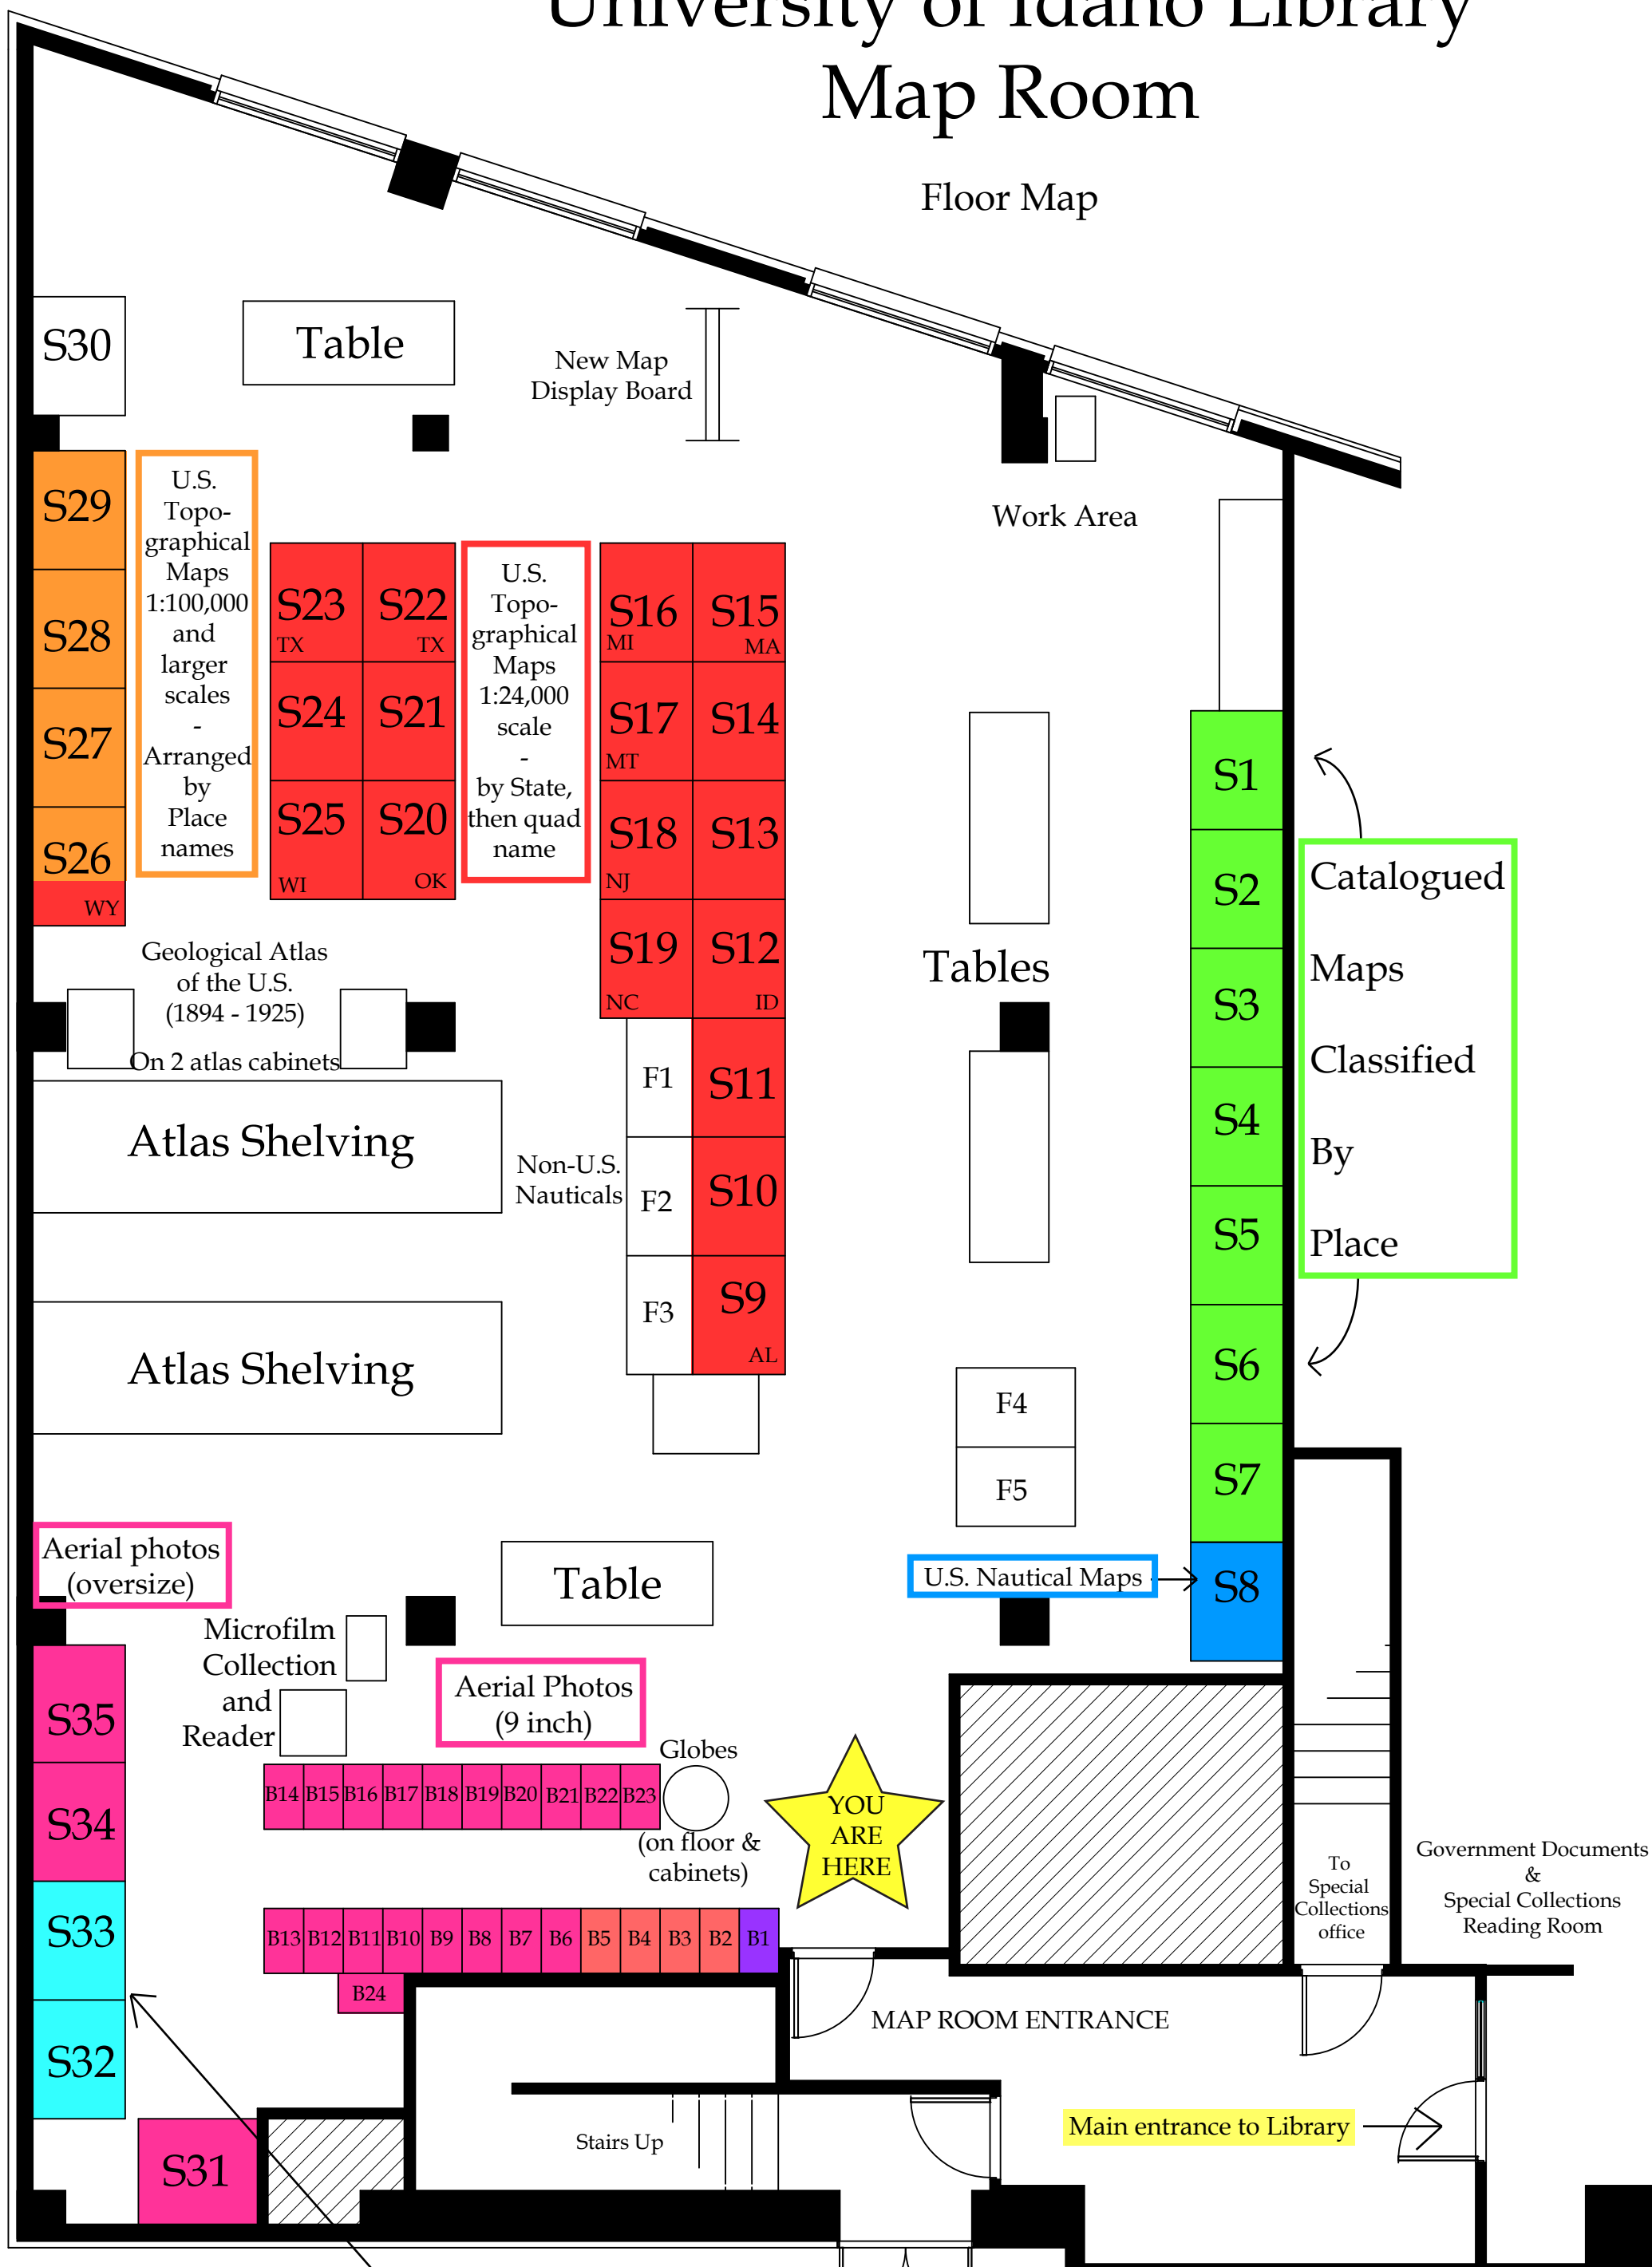 University of Idaho Library
Map Room
Floor Map
S30
Table
New Map
Display Board
Work Area
S29
S28
S27
S26
WY
U.S.
Topo-
graphical
Maps
1:100,000
and
larger
scales
-
Arranged
by
Place
names
S23
TX
S22
TX
S24
S21
S25
WI
S20
OK
U.S.
Topo-
graphical
Maps
1:24,000
scale
-
by State,
then quad
name
S16
MI
S15
MA
S17
MT
S14
S18
NJ
S13
S19
NC
S12
ID
F1
S11
F2
S10
F3
S9
AL
Non-U.S.
Nauticals
Tables
S1
S2
S3
S4
S5
S6
S7
S8
Catalogued
Maps
Classified
By
Place
Geological Atlas
of the U.S.
(1894 - 1925)
On 2 atlas cabinets
Atlas Shelving
Atlas Shelving
F4
F5
U.S. Nautical Maps
Aerial photos
(oversize)
Table
Microfilm
Collection
and
Reader
Aerial Photos
(9 inch)
Globes
(on floor &
cabinets)
S35
S34
S33
S32
S31
B14 B15 B16 B17 B18 B19 B20 B21 B22 B23
YOU
ARE
HERE
B13 B12 B11 B10 B9 B8 B7 B6 B5 B4 B3 B2 B1
B24
To
Special
Collections
office
Government Documents
&
Special Collections
Reading Room
MAP ROOM ENTRANCE
Stairs Up
Main entrance to Library